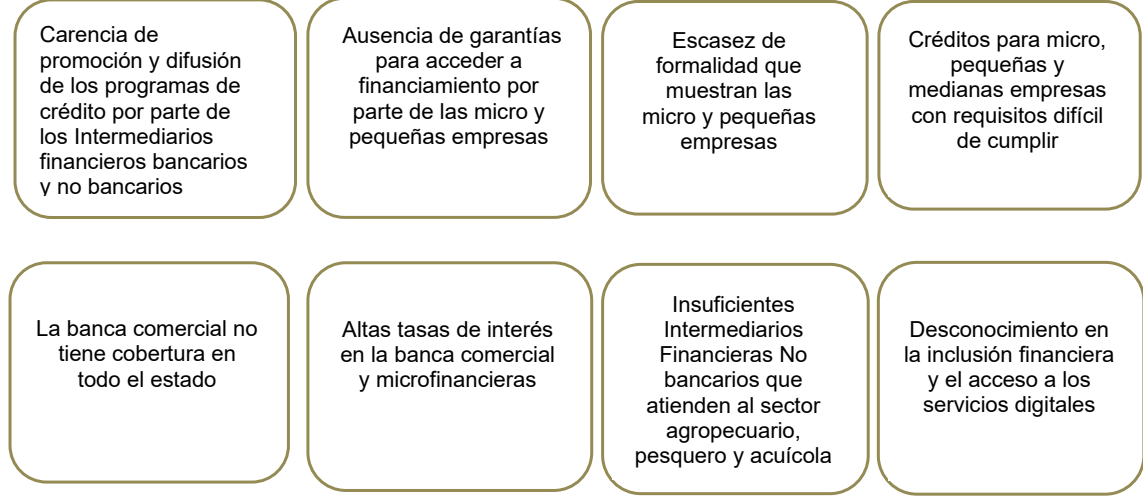 Carencia de
promoción y difusión
de los programas de
crédito por parte de
los Intermediarios
financieros bancarios
y no bancarios
Ausencia de garantías
para acceder a
financiamiento por
parte de las micro y
pequeñas empresas
Escasez de
formalidad que
muestran las
micro y pequeñas
empresas
Créditos para micro,
pequeñas y
medianas empresas
con requisitos difícil
de cumplir
La banca comercial no
tiene cobertura en
todo el estado
Altas tasas de interés
en la banca comercial
y microfinancieras
Insuficientes
Intermediarios
Financieras No
bancarios que
atienden al sector
agropecuario,
pesquero y acuícola
Desconocimiento en
la inclusión financiera
y el acceso a los
servicios digitales